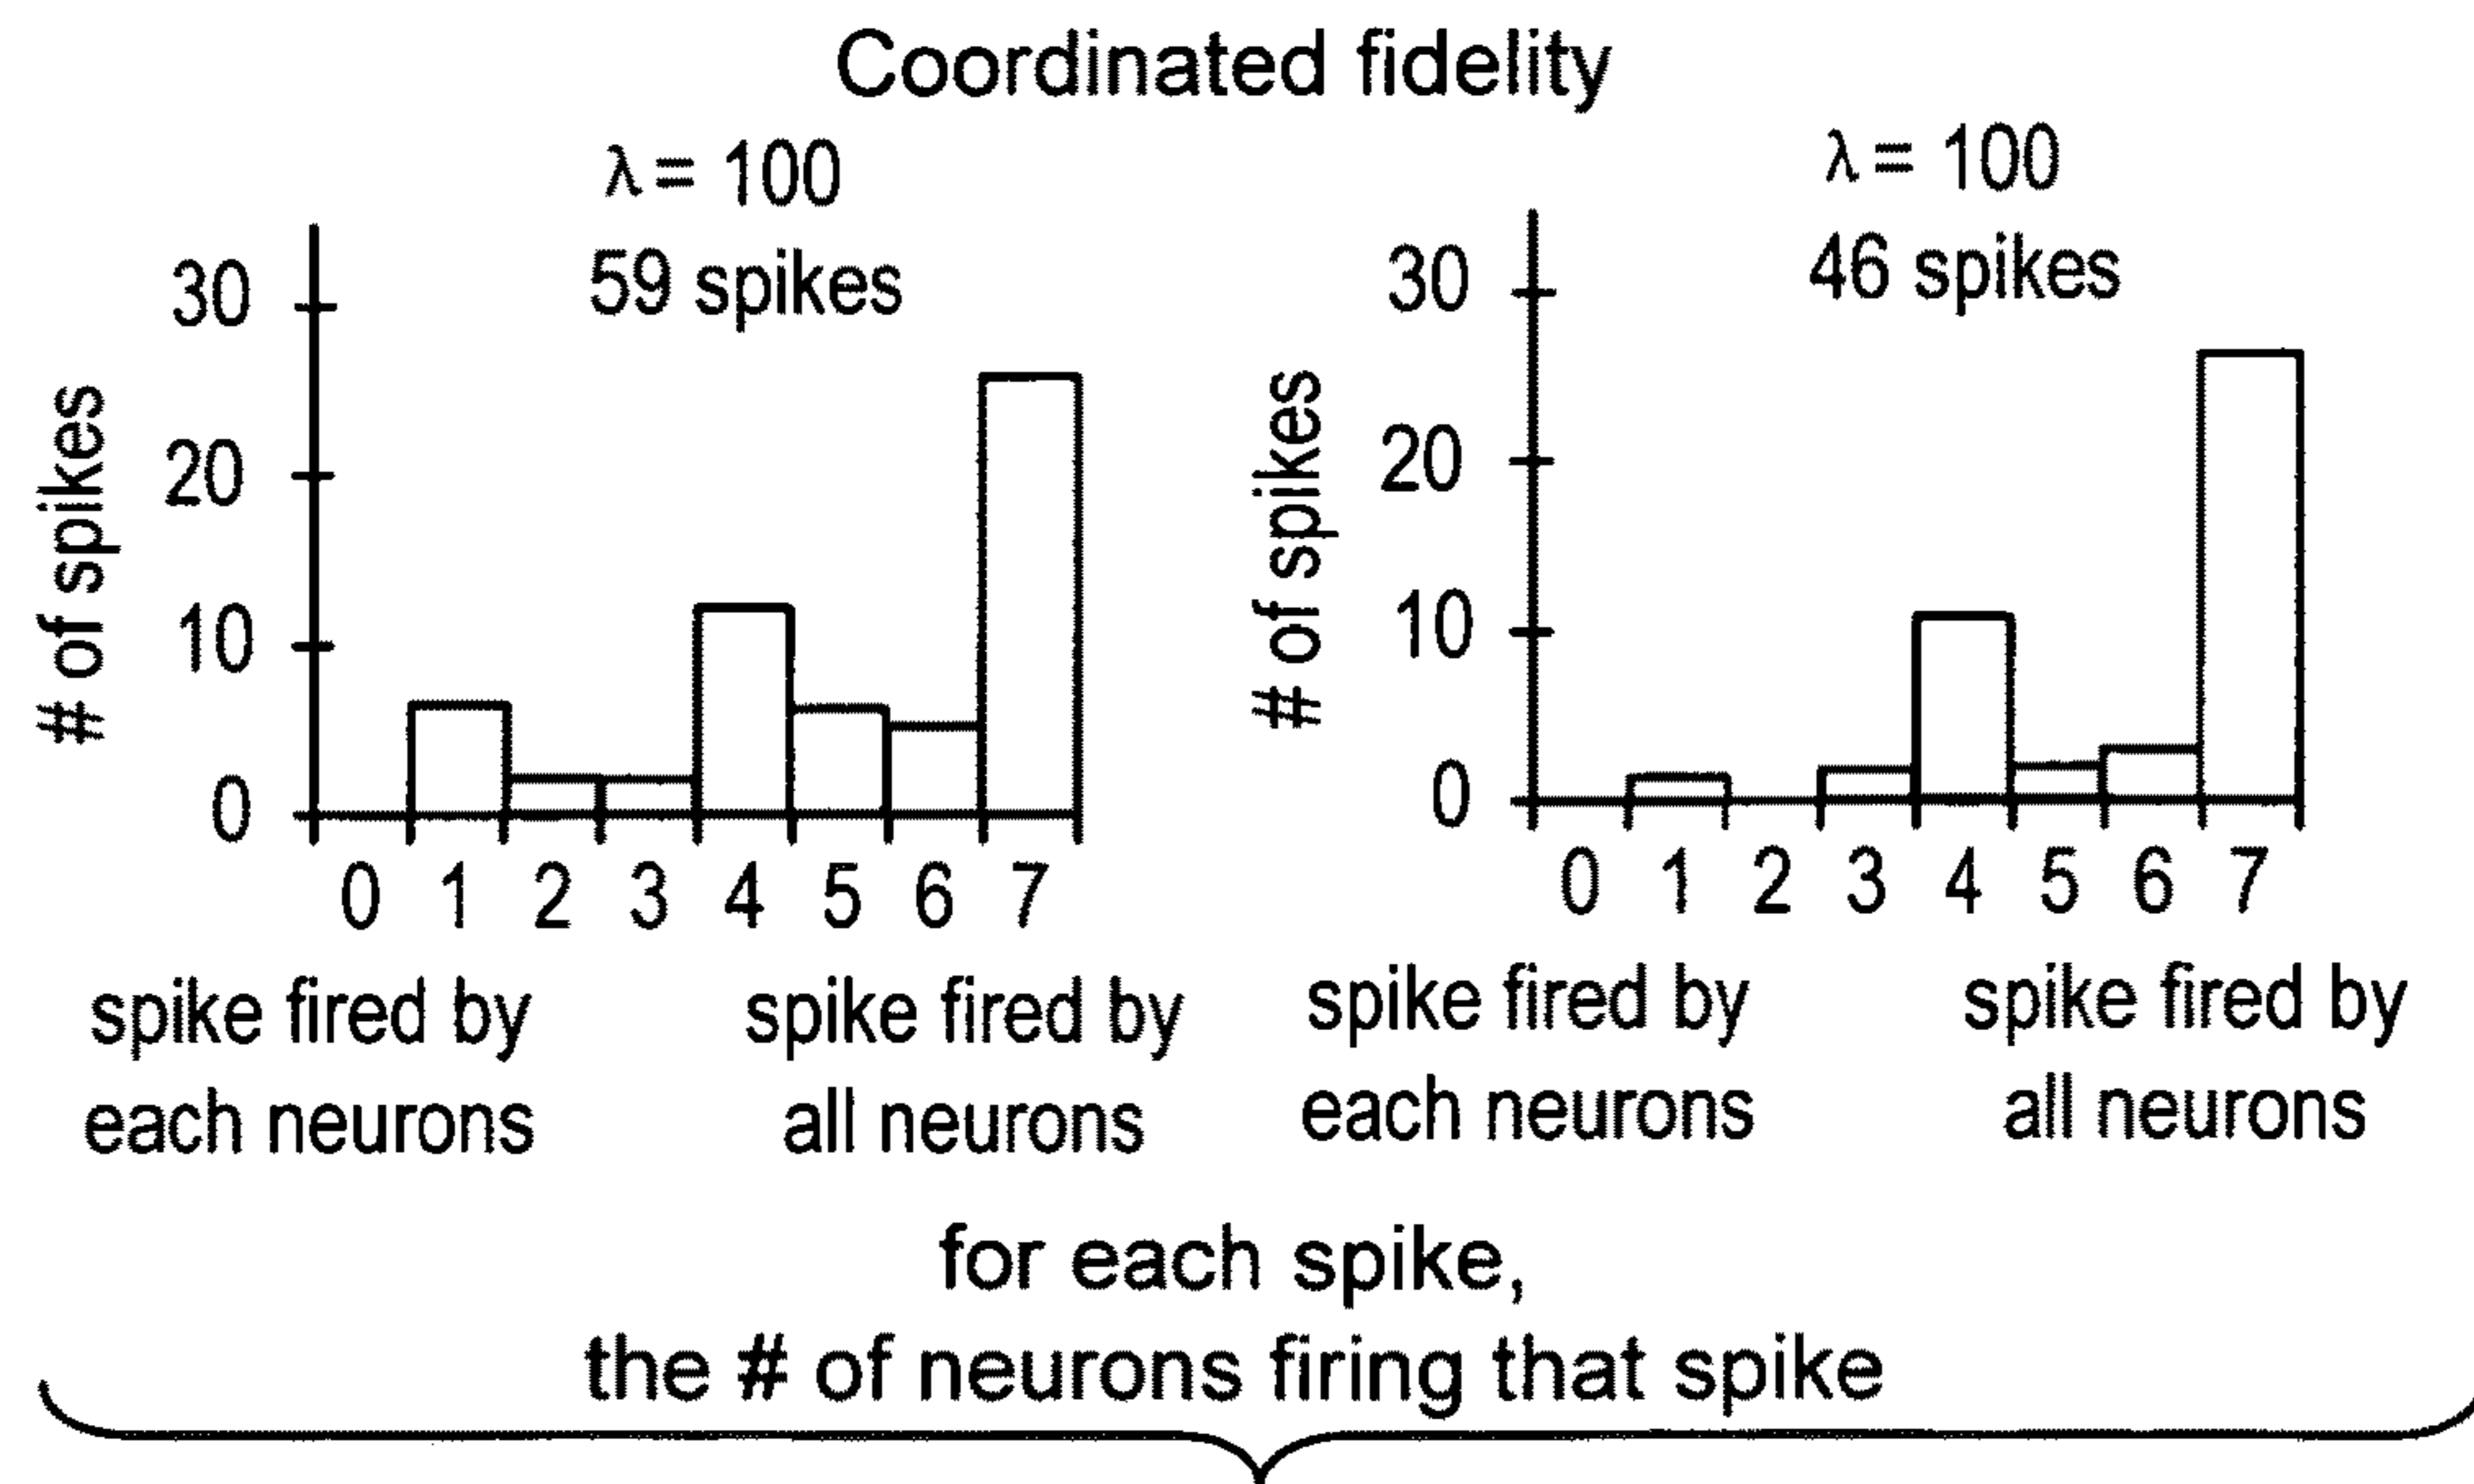 Coordinated fidelity
λ = 100
59 spikes
# of spikes
30
20
10
0
0 1 2 3 4 5 6 7
spike fired by
each neurons
spike fired by
all neurons
λ = 100
46 spikes
# of spikes
30
20
10
0
0 1 2 3 4 5 6 7
spike fired by
each neurons
spike fired by
all neurons
for each spike,
the # of neurons firing that spike